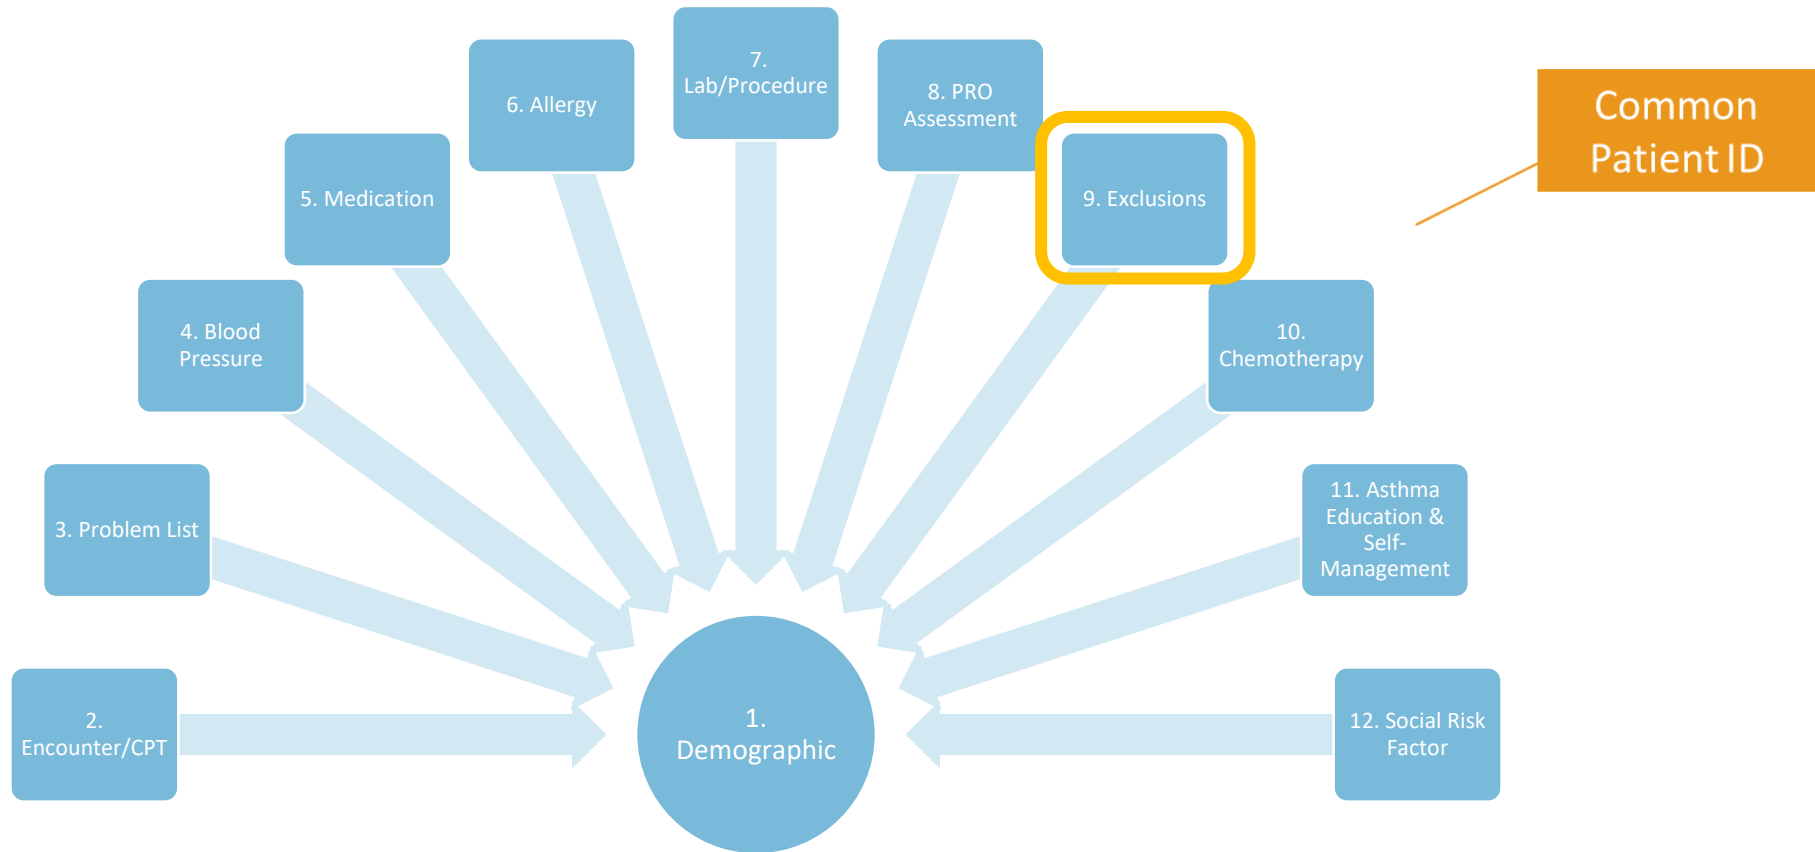 7.
Lab/Procedure
6. Allergy
8. PRO
Assessment
Common
Patient ID
5. Medication
9. Exclusions
4. Blood
Pressure
10.
Chemotherapy
3. Problem List
11. Asthma
Education &
Self-
Management
2.
Encounter/CPT
1.
Demographic
12. Social Risk
Factor